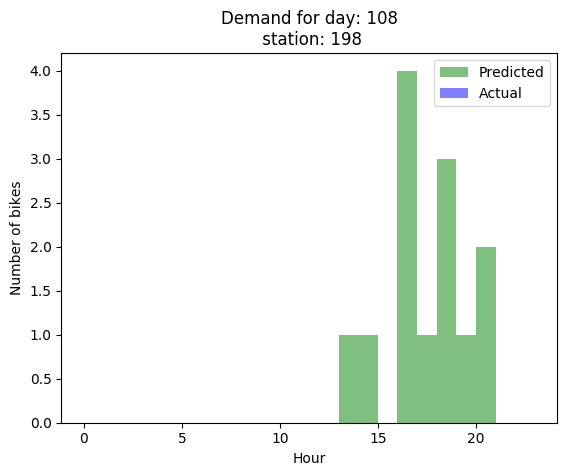 Demand for day: 108
station: 198
Predicted
Actual
Number of bikes
4.0
3.5
3.0
2.5
2.0
1.5
1.0
0.5
0.0
0 5 10 15 20
Hour